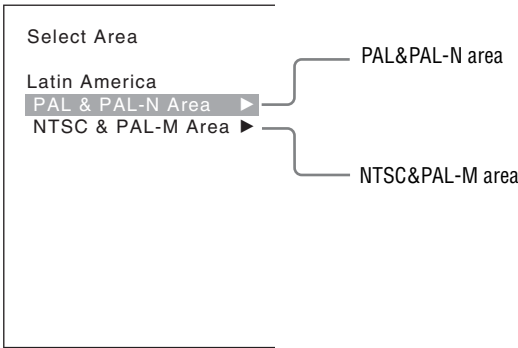 Select Area
Latin America
PAL & PAL-N Area ►
NTSC & PAL-M Area ►
PAL&PAL-N area
NTSC&PAL-M area